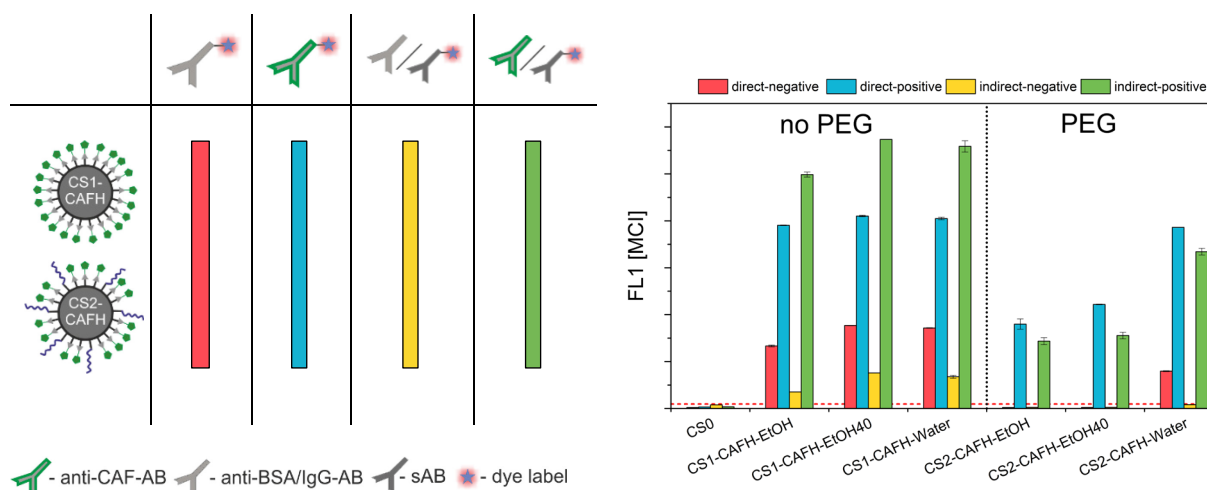 CS1-
CAFH
CS2-
CAFH
- anti-CAF-AB
- anti-BSA/IgG-AB
- sAB
- dye label
direct-negative
direct-positive
indirect-negative
indirect-positive
no PEG
PEG
FL1 [MCI]
CS0
CS1-CAFH-EtOH
CS1-CAFH-EtOH40
CS1-CAFH-Water
CS2-CAFH-EtOH
CS2-CAFH-EtOH40
CS2-CAFH-Water